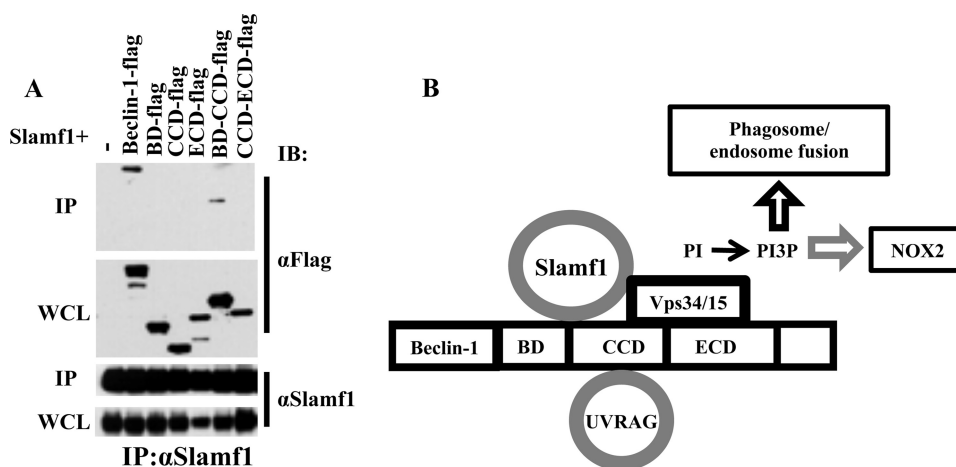 A
Slamf1+
-
Beclin-1-flag
BD-flag
CCD-flag
ECD-flag
BD-CCD-flag
CCD-ECD-flag
IB:
IP
αFlag
WCL
IP
αSlamf1
WCL
IP:αSlamf1
B
Phagosome/
endosome fusion
PI
PI3P
NOX2
Slamf1
Vps34/15
Beclin-1
BD
CCD
ECD
UVRAG